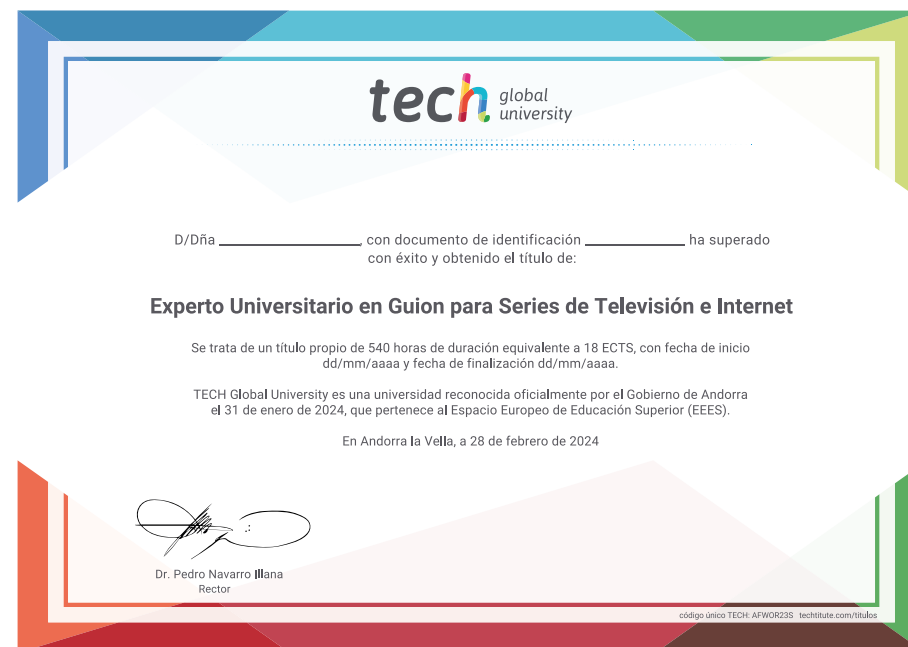 tech global university
D/Dña ______________, con documento de identificación __________ ha superado
con éxito y obtenido el título de:
Experto Universitario en Guion para Series de Televisión e Internet
Se trata de un título propio de 540 horas de duración equivalente a 18 ECTS, con fecha de inicio
dd/mm/aaaa y fecha de finalización dd/mm/aaaa.
TECH Global University es una universidad reconocida oficialmente por el Gobierno de Andorra
el 31 de enero de 2024, que pertenece al Espacio Europeo de Educación Superior (EEES).
En Andorra la Vella, a 28 de febrero de 2024
Dr. Pedro Navarro Illana
Rector
código único TECH: AFWOR23S techtitute.com/titulos